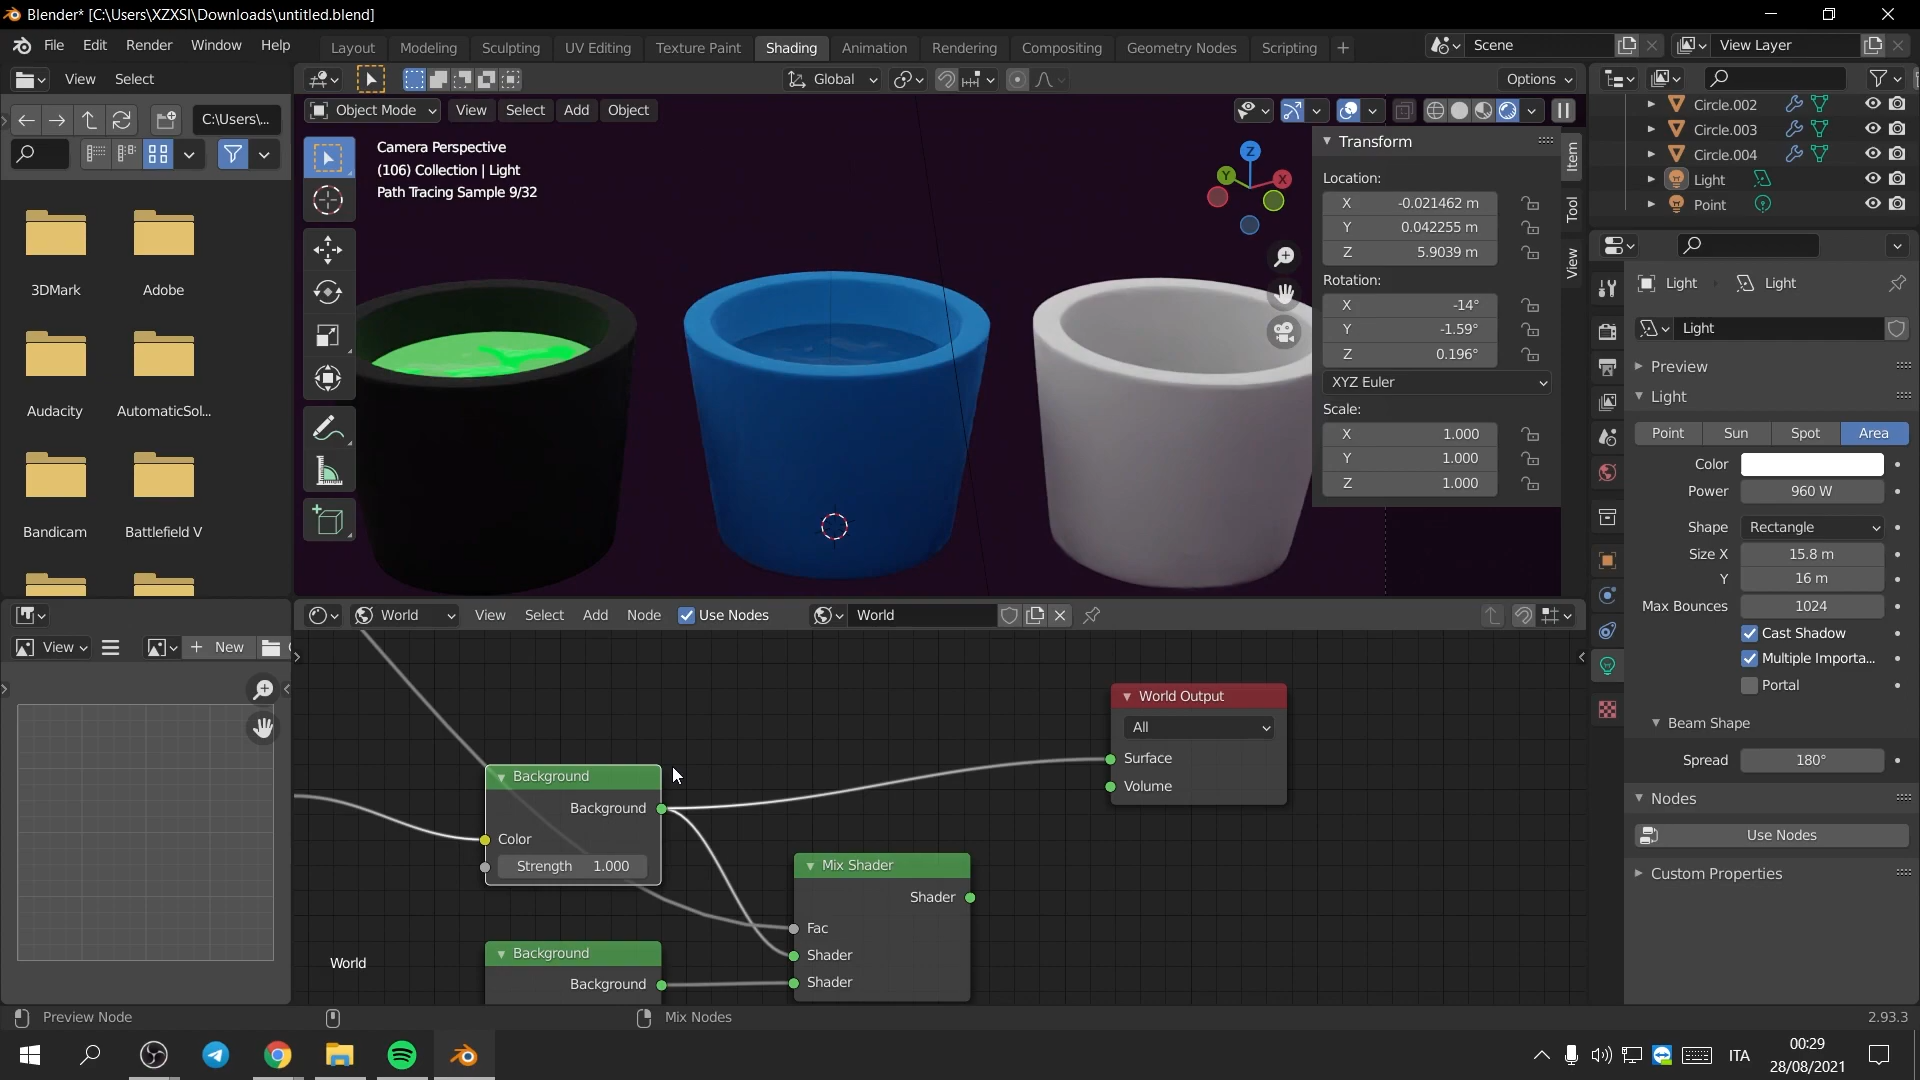 Blender* [C:\Users\XZXSI\Downloads\untitled.blend]
File Edit Render Window Help
Layout Modeling Sculpting UV Editing Texture Paint Shading Animation Rendering Compositing Geometry Nodes Scripting +
Scene
View Layer
View Select
Global
Options
C:\Users\...
Object Mode View Select Add Object
Camera Perspective
(106) Collection | Light
Path Tracing Sample 9/32
Z
Y
X
Transform
Location:
X -0.021462 m
Y 0.042255 m
Z 5.9039 m
Rotation:
X -14°
Y -1.59°
Z 0.196°
XYZ Euler
Scale:
X 1.000
Y 1.000
Z 1.000
Item
Tool
View
Circle.002
Circle.003
Circle.004
Light
Point
Light Light
Light
Preview
Light
Point Sun Spot Area
Color
Power 960 W
Shape Rectangle
Size X 15.8 m
Y 16 m
Max Bounces 1024
Cast Shadow
Multiple Importa...
Portal
Beam Shape
Spread 180°
Nodes
Use Nodes
Custom Properties
3DMark Adobe
Audacity AutomaticSol...
Bandicam Battlefield V
View
+ New
World View Select Add Node Use Nodes World
World Output
All
Surface
Volume
Background
Background
Color
Strength 1.000
Mix Shader
Shader
Fac
Shader
Shader
Background
Background
World
Preview Node
Mix Nodes
2.93.3
ITA
00:29
28/08/2021